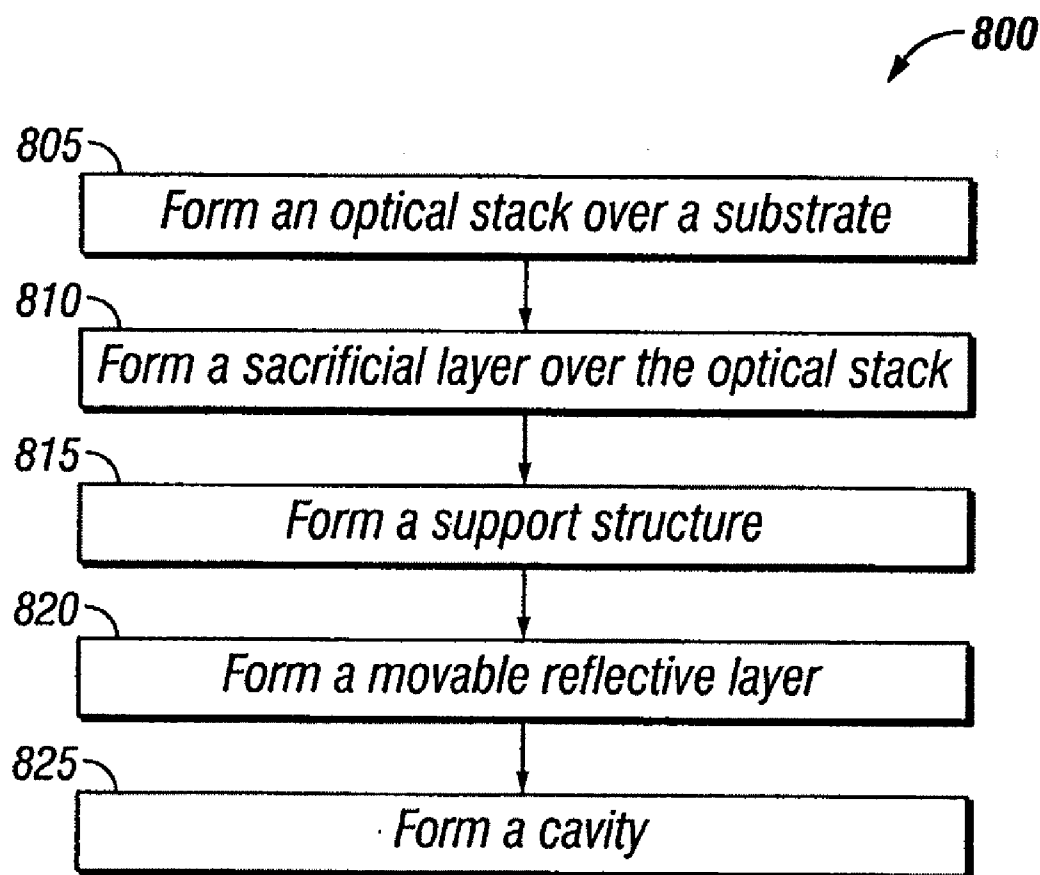 800
805
Form an optical stack over a substrate
810
Form a sacrificial layer over the optical stack
815
Form a support structure
820
Form a movable reflective layer
825
Form a cavity